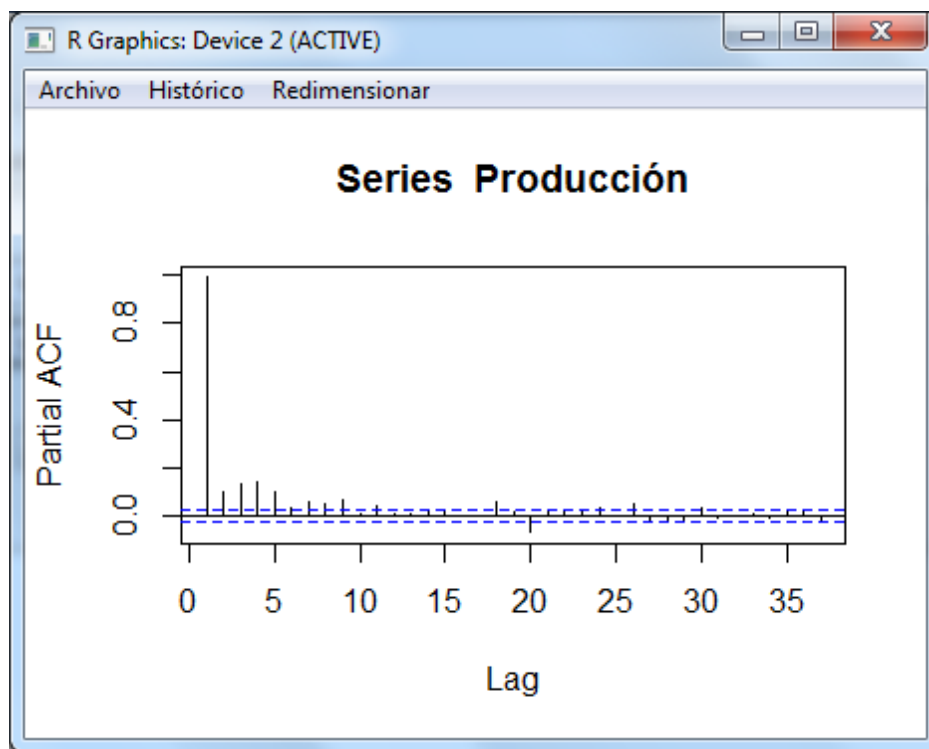 R Graphics: Device 2 (ACTIVE)
Archivo Histórico Redimensionar
Series Producción
Partial ACF
0.8
0.4
0.0
0 5 10 15 20 25 30 35
Lag